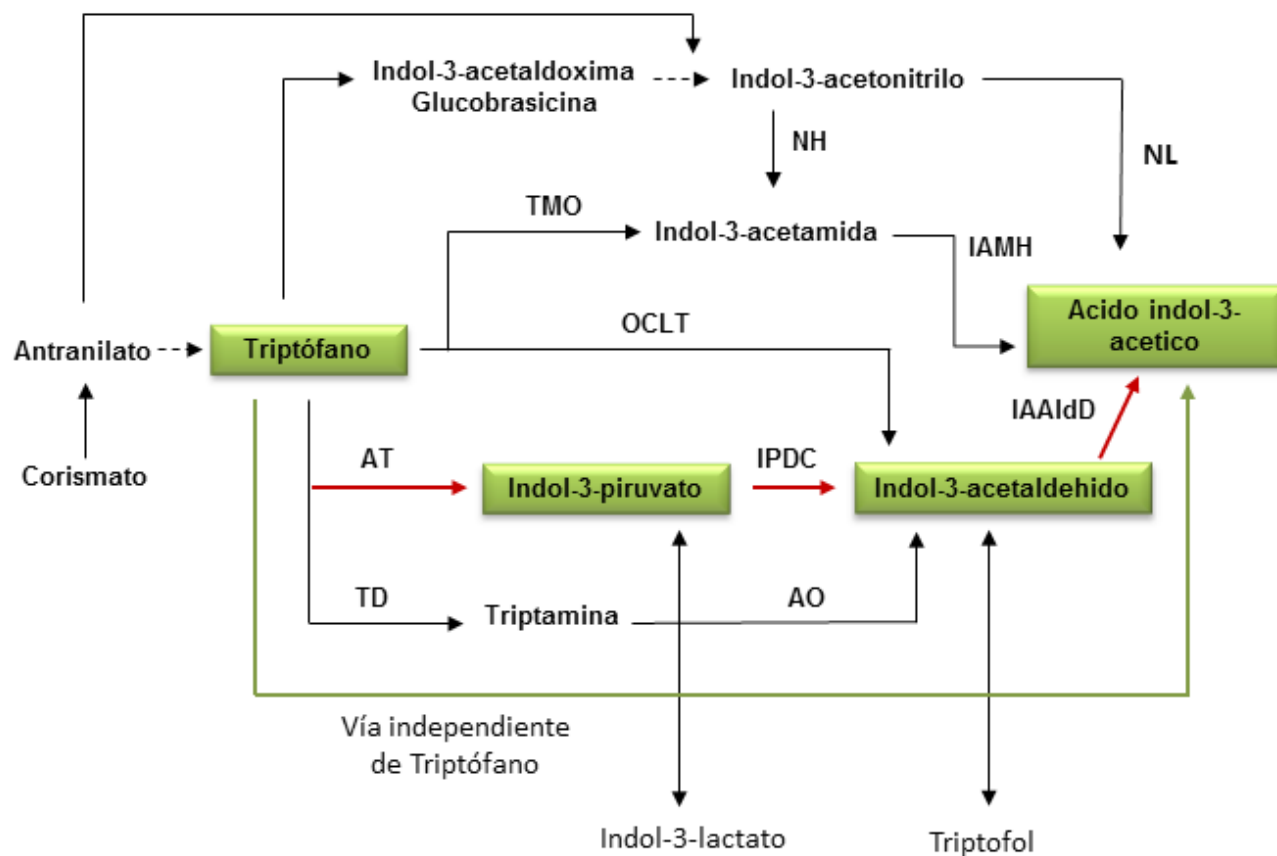 Indol-3-acetaldoxima
Glucobrasicina
Indol-3-acetonitrilo
NH
NL
TMO
Indol-3-acetamida
IAMH
OCLT
Acido indol-3-
acetico
Antranilato
Triptófano
IAAldD
Corismato
AT
Indol-3-piruvato
IPDC
Indol-3-acetaldehido
TD
Triptamina
AO
Vía independiente
de Triptófano
Indol-3-lactato
Triptofol